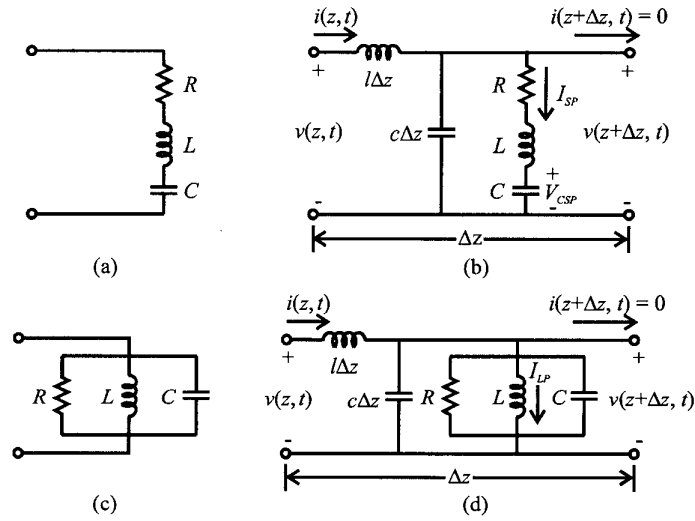 R
L
C
(a)
i(z,t)
i(z+Δz, t) = 0
+
+
lΔz
R
I_SP
v(z,t)
cΔz
L
v(z+Δz, t)
C
+
V_CSP
-
-
-
Δz
(b)
R
L
C
(c)
i(z,t)
i(z+Δz, t) = 0
+
+
lΔz
v(z,t)
cΔz
R
L
I_LP
C
v(z+Δz, t)
-
-
Δz
(d)